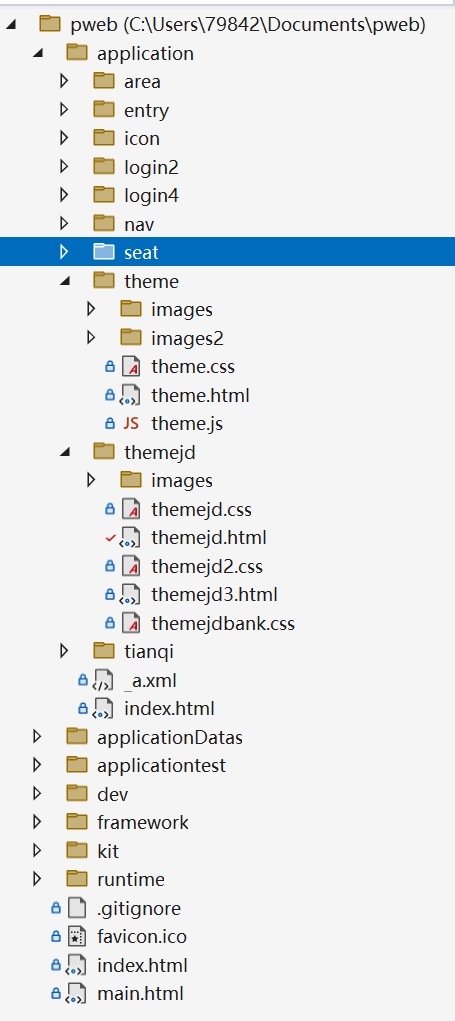 pweb (C:\Users\79842\Documents\pweb)
application
area
entry
icon
login2
login4
nav
seat
theme
images
images2
theme.css
theme.html
JS theme.js
themejd
images
themejd.css
themejd.html
themejd2.css
themejd3.html
themejdbank.css
tianqi
_a.xml
index.html
applicationDatas
applicationtest
dev
framework
kit
runtime
.gitignore
favicon.ico
index.html
main.html